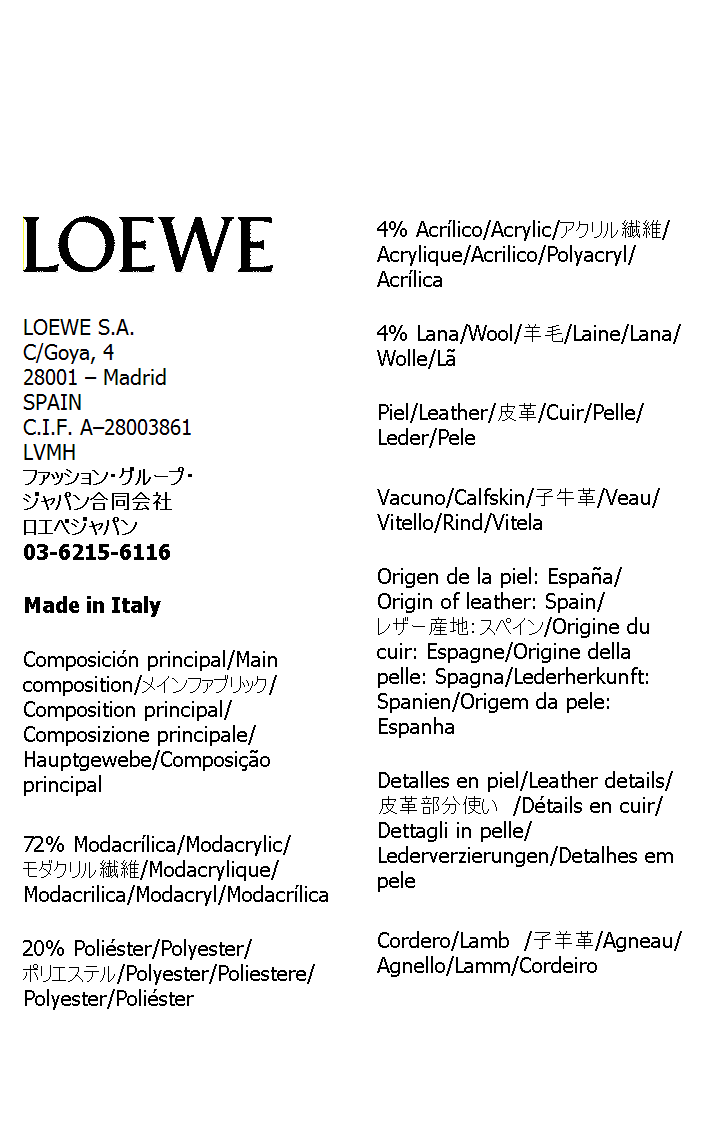 LOEWE
LOEWE S.A.
C/Goya, 4
28001 – Madrid
SPAIN
C.I.F. A–28003861
LVMH
ファッション・グループ・
ジャパン合同会社
ロエベジャパン
03-6215-6116
Made in Italy
Composición principal/Main
composition/メインファブリック/
Composition principal/
Composizione principale/
Hauptgewebe/Composição
principal
72% Modacrílica/Modacrylic/
モダクリル繊維/Modacrylique/
Modacrilica/Modacryl/Modacrílica
20% Poliéster/Polyester/
ポリエステル/Polyester/Poliestere/
Polyester/Poliéster
4% Acrílico/Acrylic/アクリル繊維/
Acrylique/Acrilico/Polyacryl/
Acrílica
4% Lana/Wool/羊毛/Laine/Lana/
Wolle/Lã
Piel/Leather/皮革/Cuir/Pelle/
Leder/Pele
Vacuno/Calfskin/子牛革/Veau/
Vitello/Rind/Vitela
Origen de la piel: España/
Origin of leather: Spain/
レザー産地：スペイン/Origine du
cuir: Espagne/Origine della
pelle: Spagna/Lederherkunft:
Spanien/Origem da pele:
Espanha
Detalles en piel/Leather details/
皮革部分使い /Détails en cuir/
Dettagli in pelle/
Lederverzierungen/Detalhes em
pele
Cordero/Lamb /子羊革/Agneau/
Agnello/Lamm/Cordeiro